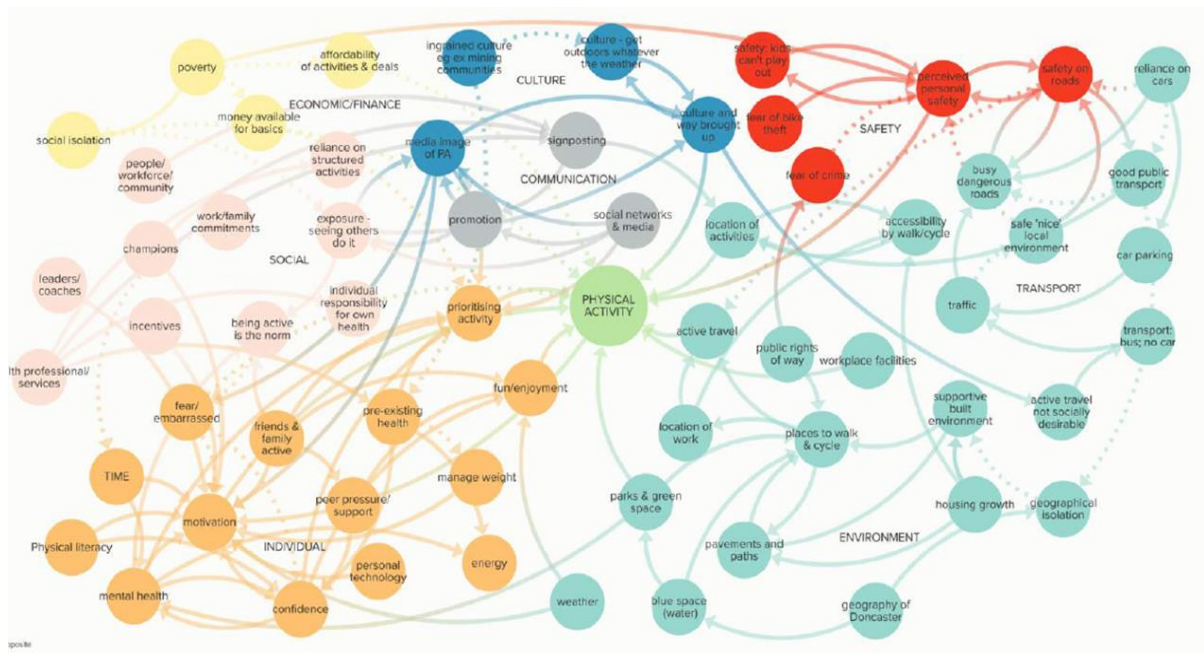 poverty
affordability
of activities & deals
ingrained culture
eg ex mining
communities
culture - get
outdoors whatever
the weather
CULTURE
safety: kids
can't play
out
perceived
personal
safety
safety on
roads
reliance on
cars
ECONOMIC/FINANCE
money available
for basics
social isolation
media image
of PA
signposting
culture and
way brought
up
fear of bike
theft
SAFETY
fear of crime
people/
workforce/
community
reliance on
structured
activities
COMMUNICATION
busy
dangerous
roads
good public
transport
work/family
commitments
exposure -
seeing others
do it
promotion
social networks
& media
location of
activities
accessibility
by walk/cycle
safe 'nice'
local
environment
champions
SOCIAL
car parking
leaders/
coaches
incentives
being active
is the norm
individual
responsibility
for own
health
prioritising
activity
PHYSICAL
ACTIVITY
TRANSPORT
traffic
active travel
public rights
of way
workplace facilities
transport:
bus; no car
lth professional/
services
fear/
embarrassed
friends &
family
active
pre-existing
health
fun/enjoyment
location of
work
places to walk
& cycle
supportive
built
environment
active travel
not socially
desirable
TIME
motivation
peer pressure/
support
manage weight
parks & green
space
housing growth
geographical
isolation
Physical literacy
INDIVIDUAL
personal
technology
energy
pavements and
paths
ENVIRONMENT
mental health
confidence
weather
blue space
(water)
geography of
Doncaster